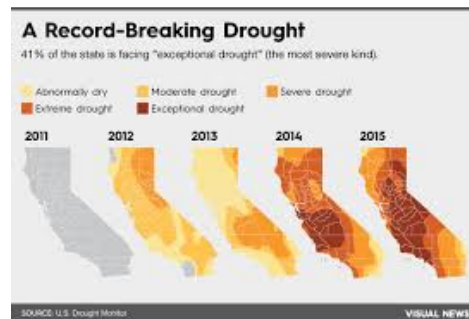 A Record-Breaking Drought
41% of the state is facing "exceptional drought" (the most severe kind).
Abnormally dry Moderate drought Severe drought
Extreme drought Exceptional drought
2011 2012 2013 2014 2015
SOURCE: U.S. Drought Monitor VISUAL NEWS